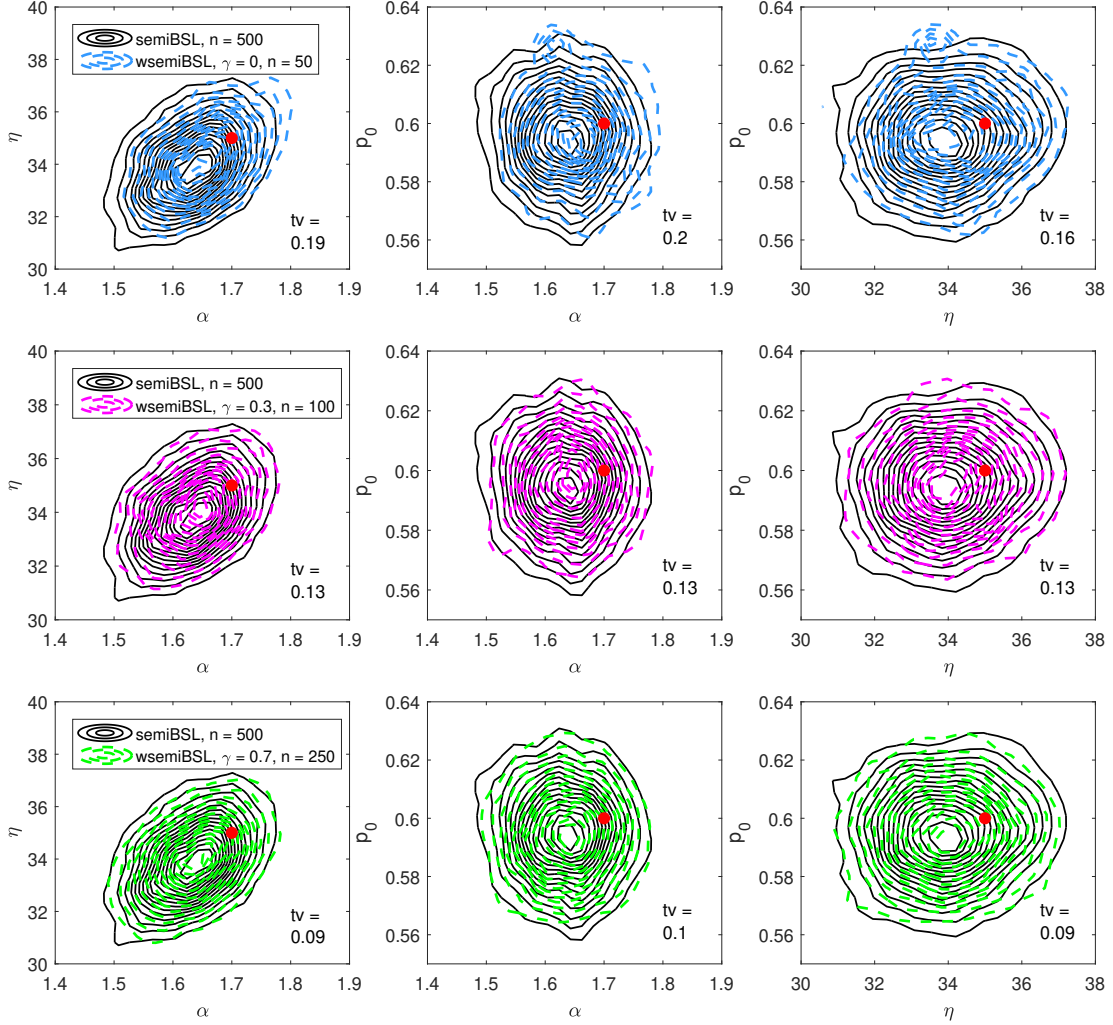 40
38
36
34
32
30
η
semiBSL, n = 500
wsemiBSL, γ = 0, n = 50
tv =
0.19
1.4 1.5 1.6 1.7 1.8 1.9
α
0.64
0.62
0.6
0.58
0.56
p0
tv =
0.2
1.4 1.5 1.6 1.7 1.8 1.9
α
0.64
0.62
0.6
0.58
0.56
p0
tv =
0.16
30 32 34 36 38
η
40
38
36
34
32
30
η
semiBSL, n = 500
wsemiBSL, γ = 0.3, n = 100
tv =
0.13
1.4 1.5 1.6 1.7 1.8 1.9
α
0.64
0.62
0.6
0.58
0.56
p0
tv =
0.13
1.4 1.5 1.6 1.7 1.8 1.9
α
0.64
0.62
0.6
0.58
0.56
p0
tv =
0.13
30 32 34 36 38
η
40
38
36
34
32
30
η
semiBSL, n = 500
wsemiBSL, γ = 0.7, n = 250
tv =
0.09
1.4 1.5 1.6 1.7 1.8 1.9
α
0.64
0.62
0.6
0.58
0.56
p0
tv =
0.1
1.4 1.5 1.6 1.7 1.8 1.9
α
0.64
0.62
0.6
0.58
0.56
p0
tv =
0.09
30 32 34 36 38
η